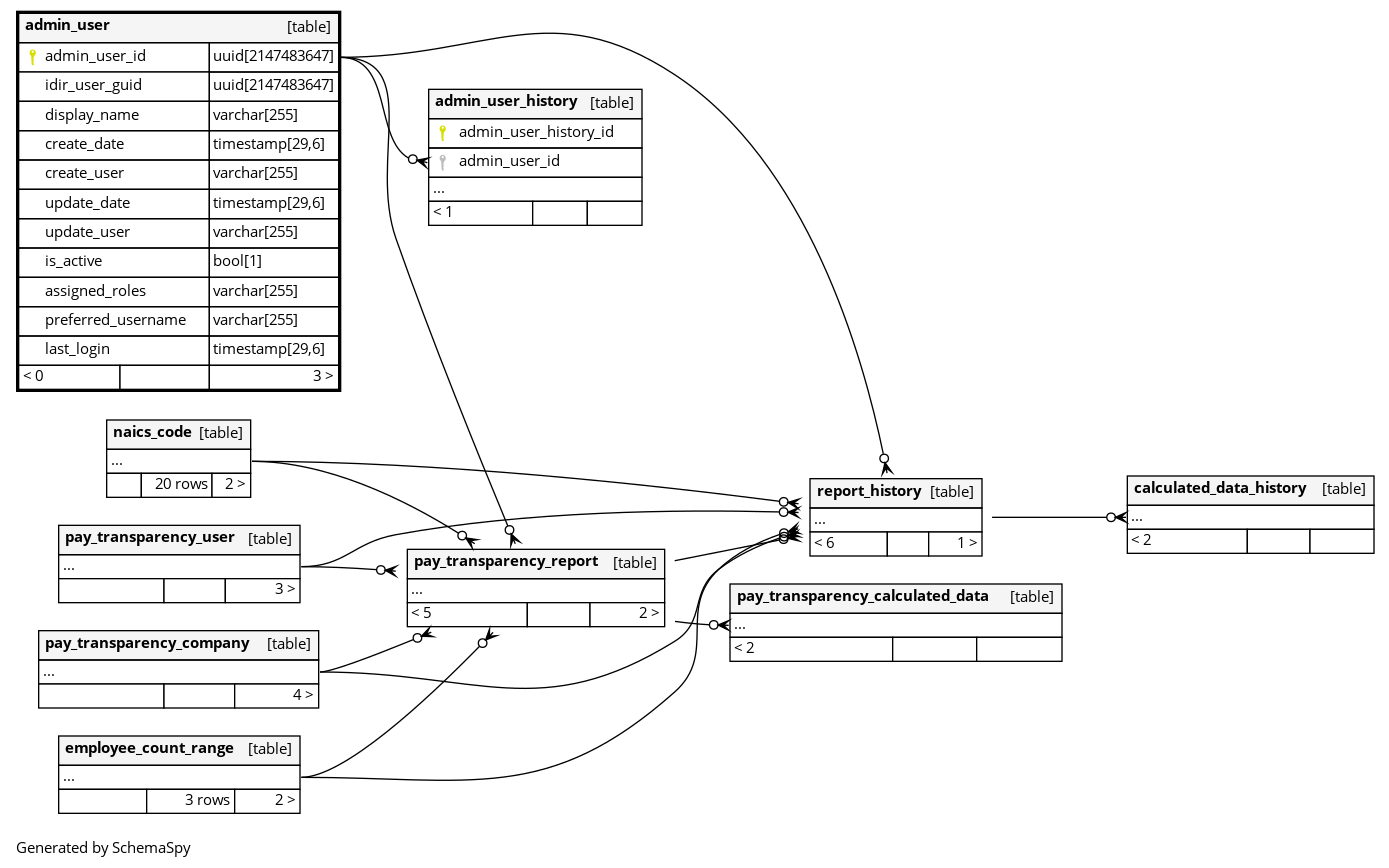 admin_user [table]
admin_user_id uuid[2147483647]
idir_user_guid uuid[2147483647]
display_name varchar[255]
create_date timestamp[29,6]
create_user varchar[255]
update_date timestamp[29,6]
update_user varchar[255]
is_active bool[1]
assigned_roles varchar[255]
preferred_username varchar[255]
last_login timestamp[29,6]
< 0 3 >
admin_user_history [table]
admin_user_history_id
admin_user_id
...
< 1
naics_code [table]
...
20 rows 2 >
pay_transparency_user [table]
...
3 >
pay_transparency_company [table]
...
4 >
employee_count_range [table]
...
3 rows 2 >
pay_transparency_report [table]
...
< 5 2 >
report_history [table]
...
< 6 1 >
pay_transparency_calculated_data [table]
...
< 2
calculated_data_history [table]
...
< 2
Generated by SchemaSpy